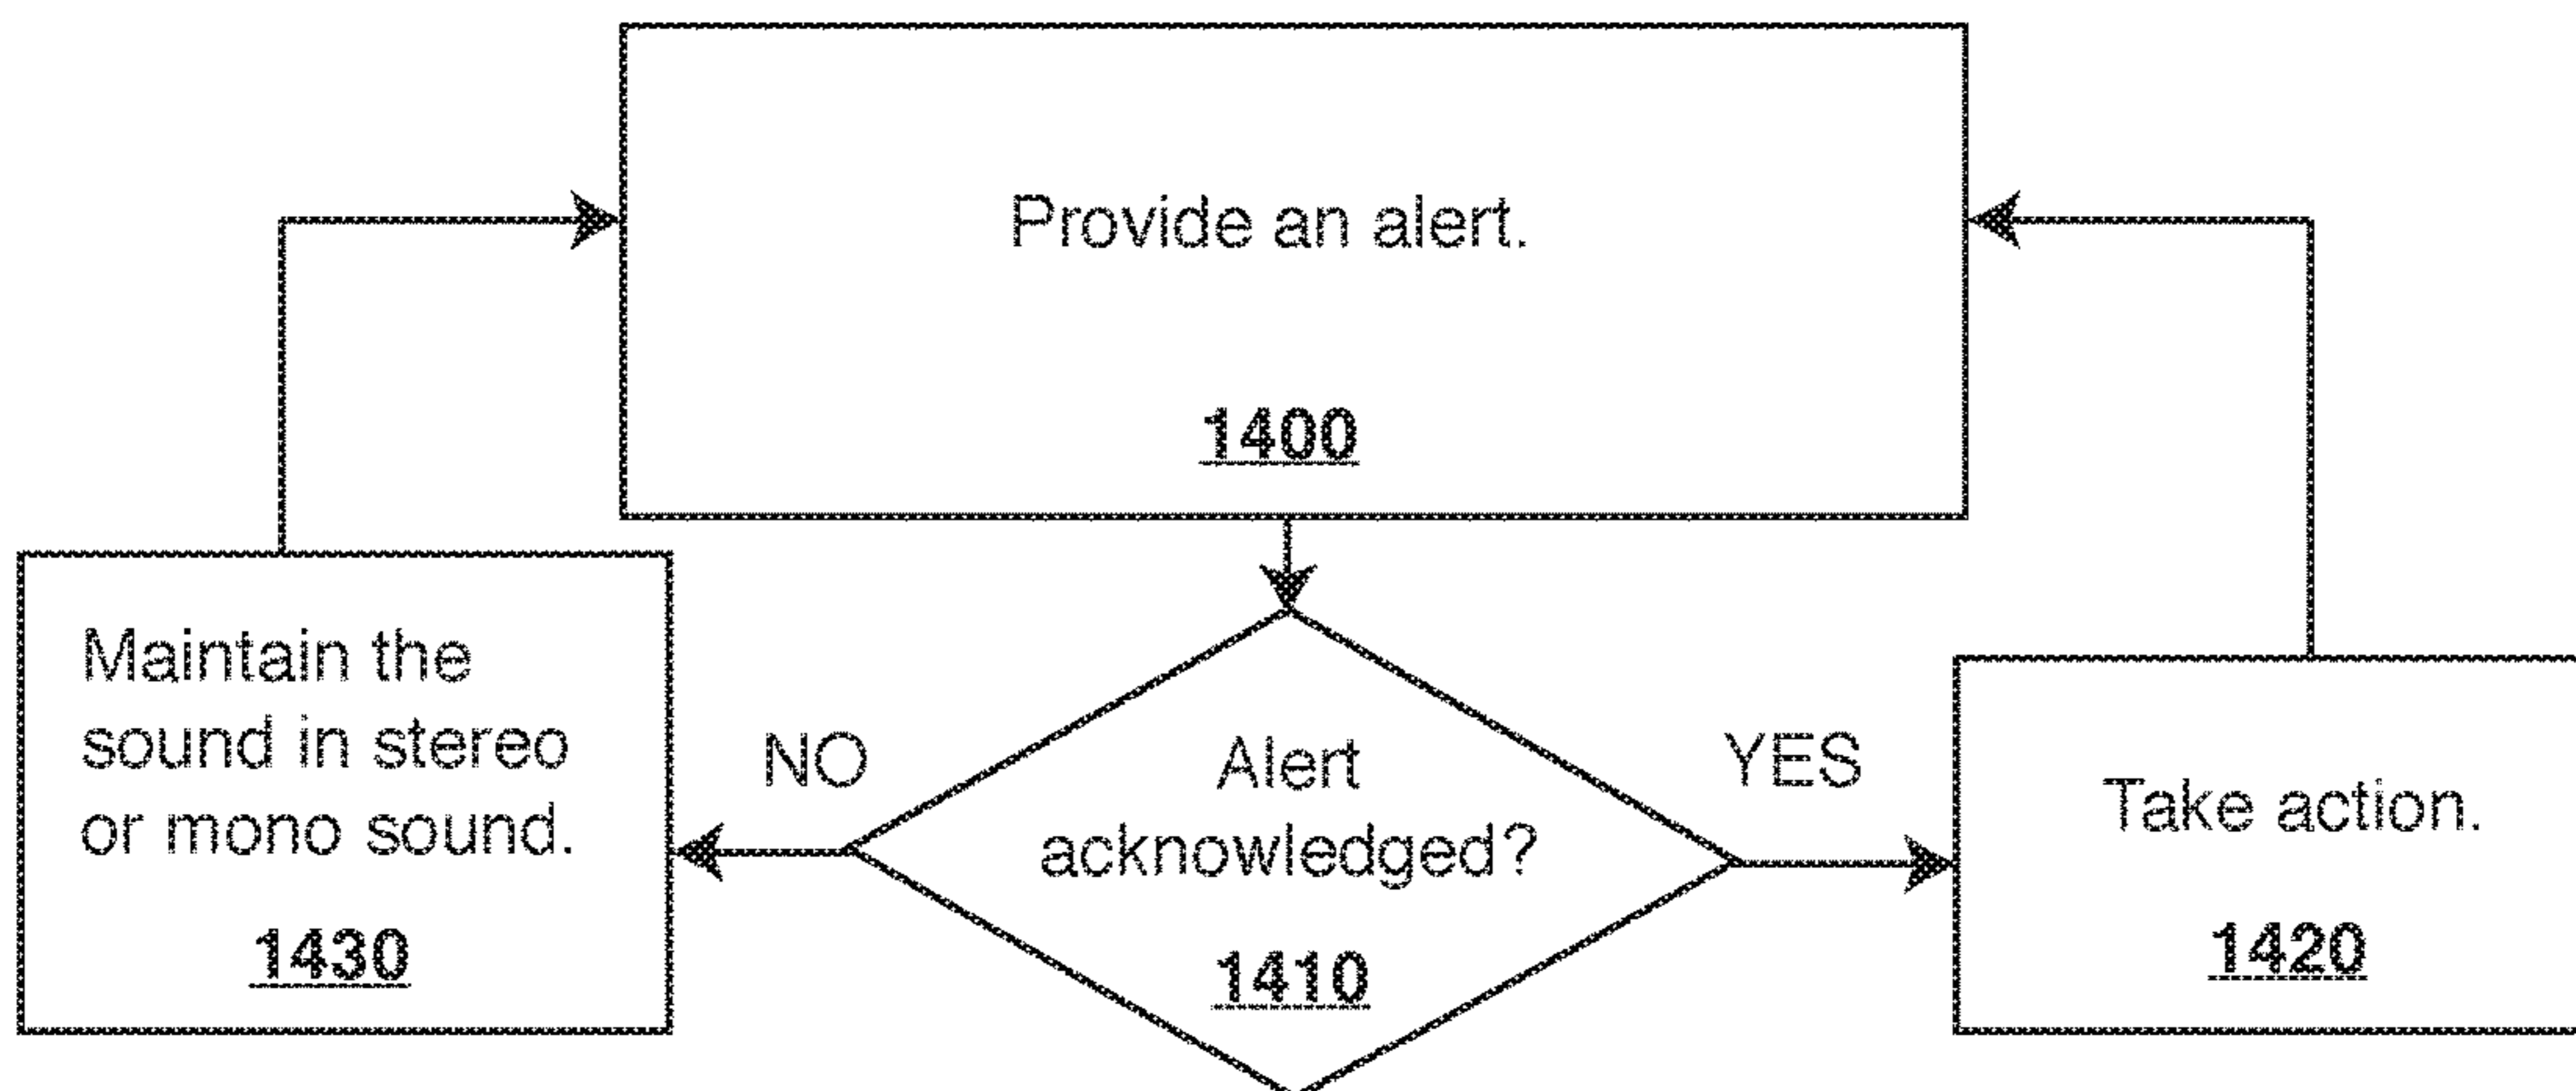 Provide an alert.
1400
Maintain the
sound in stereo
or mono sound.
1430
NO
Alert
acknowledged?
1410
YES
Take action.
1420